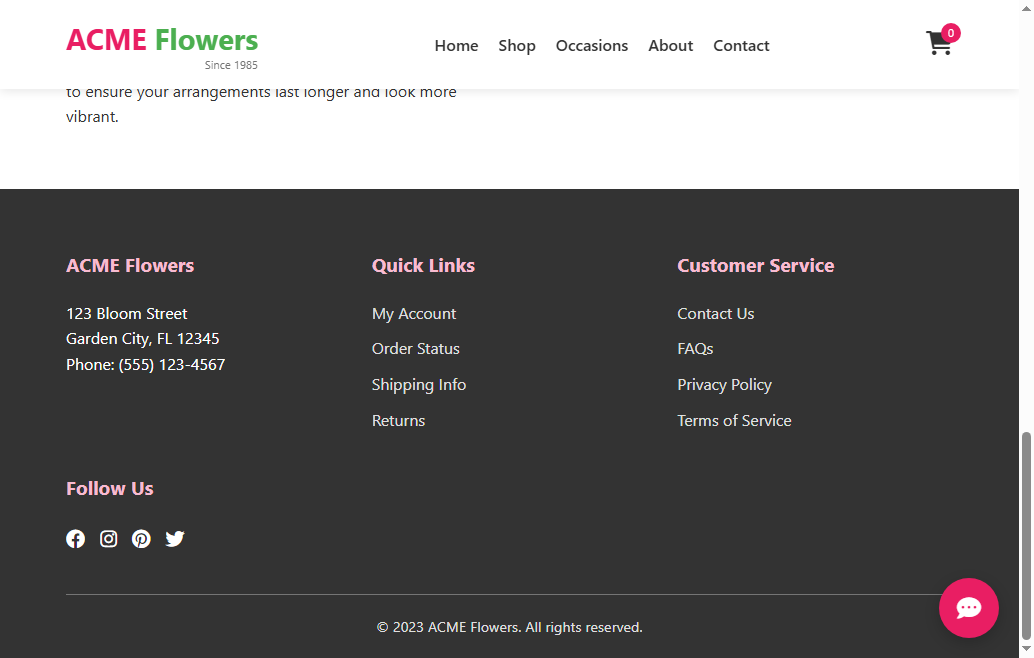 ACME Flowers
Since 1985
Home Shop Occasions About Contact
0
to ensure your arrangements last longer and look more
vibrant.
ACME Flowers
123 Bloom Street
Garden City, FL 12345
Phone: (555) 123-4567
Quick Links
My Account
Order Status
Shipping Info
Returns
Customer Service
Contact Us
FAQs
Privacy Policy
Terms of Service
Follow Us
© 2023 ACME Flowers. All rights reserved.